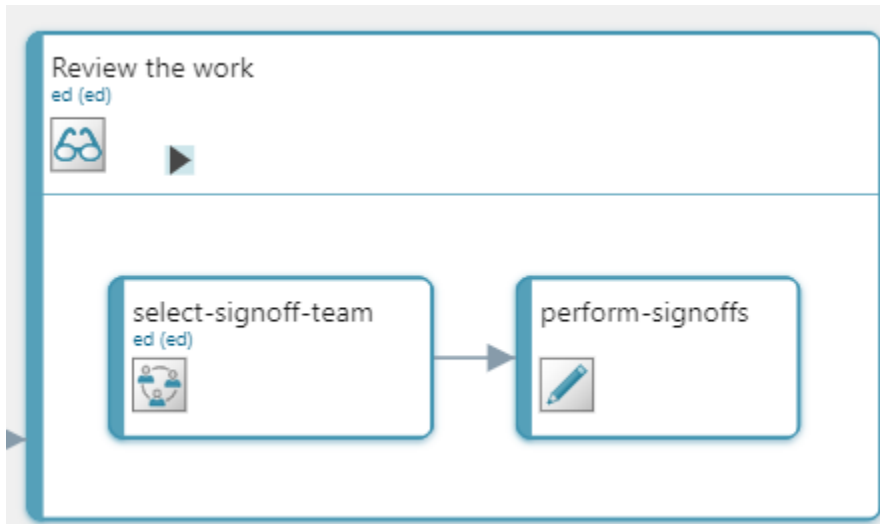 Review the work
ed (ed)
select-signoff-team
ed (ed)
perform-signoffs